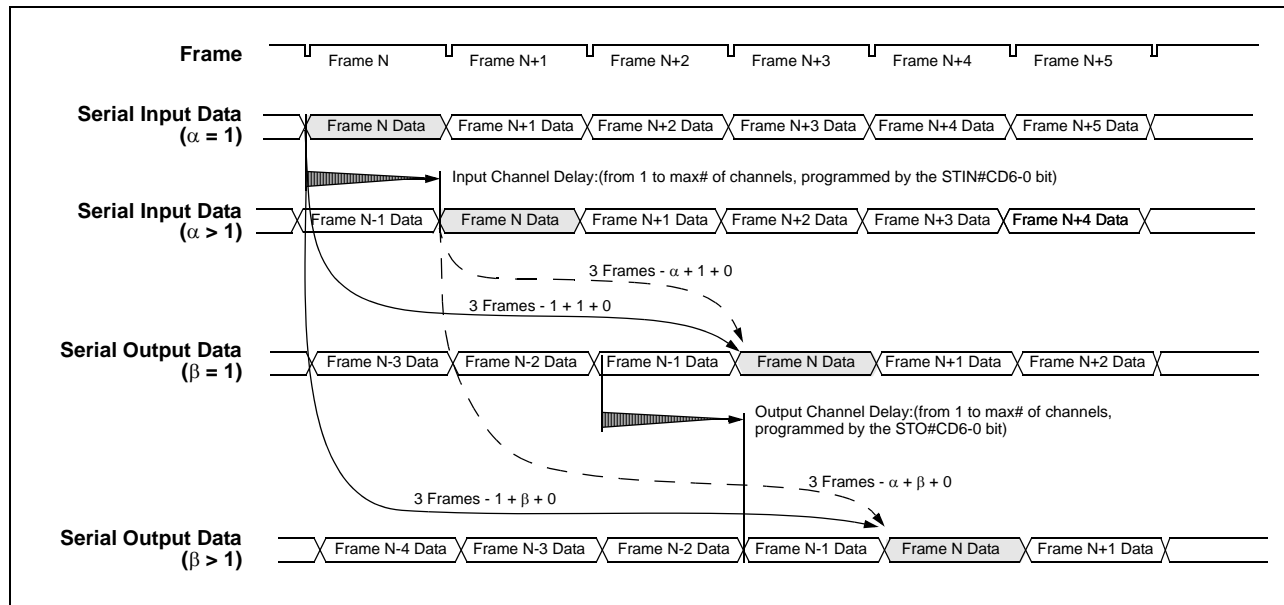 Frame
Frame N
Frame N+1
Frame N+2
Frame N+3
Frame N+4
Frame N+5
Serial Input Data
(α = 1)
Frame N Data
Frame N+1 Data
Frame N+2 Data
Frame N+3 Data
Frame N+4 Data
Frame N+5 Data
Input Channel Delay:(from 1 to max# of channels, programmed by the STIN#CD6-0 bit)
Serial Input Data
(α > 1)
Frame N-1 Data
Frame N Data
Frame N+1 Data
Frame N+2 Data
Frame N+3 Data
Frame N+4 Data
3 Frames - α + 1 + 0
3 Frames - 1 + 1 + 0
Serial Output Data
(β = 1)
Frame N-3 Data
Frame N-2 Data
Frame N-1 Data
Frame N Data
Frame N+1 Data
Frame N+2 Data
Output Channel Delay:(from 1 to max# of channels,
programmed by the STO#CD6-0 bit)
3 Frames - α + β + 0
3 Frames - 1 + β + 0
Serial Output Data
(β > 1)
Frame N-4 Data
Frame N-3 Data
Frame N-2 Data
Frame N-1 Data
Frame N Data
Frame N+1 Data